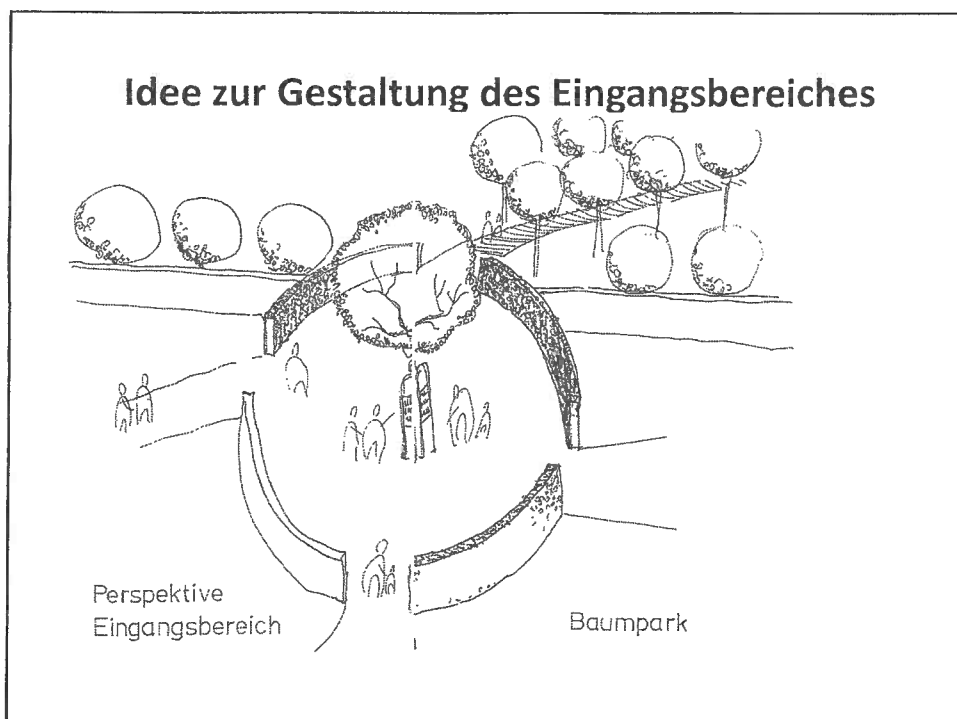 Idee zur Gestaltung des Eingangsbereiches
Perspektive
Eingangsbereich
Baumpark